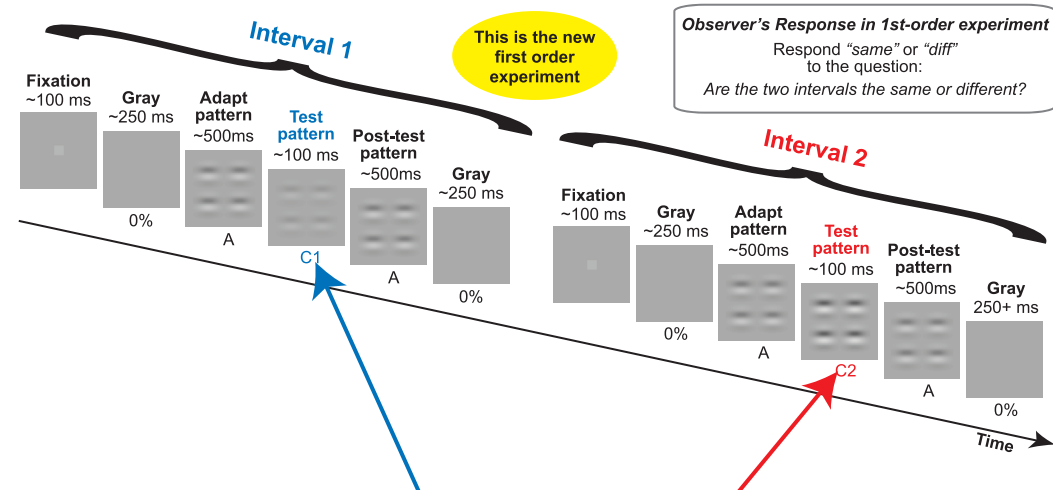 Interval 1
This is the new
first order
experiment
Observer's Response in 1st-order experiment
Respond "same" or "diff"
to the question:
Are the two intervals the same or different?
Fixation
~100 ms
Gray
~250 ms
0%
Adapt
pattern
~500ms
A
Test
pattern
~100 ms
C1
Post-test
pattern
~500ms
A
Gray
~250 ms
0%
Interval 2
Fixation
~100 ms
Gray
~250 ms
0%
Adapt
pattern
~500ms
A
Test
pattern
~100 ms
C2
Post-test
pattern
~500ms
A
Gray
250+ ms
0%
Time